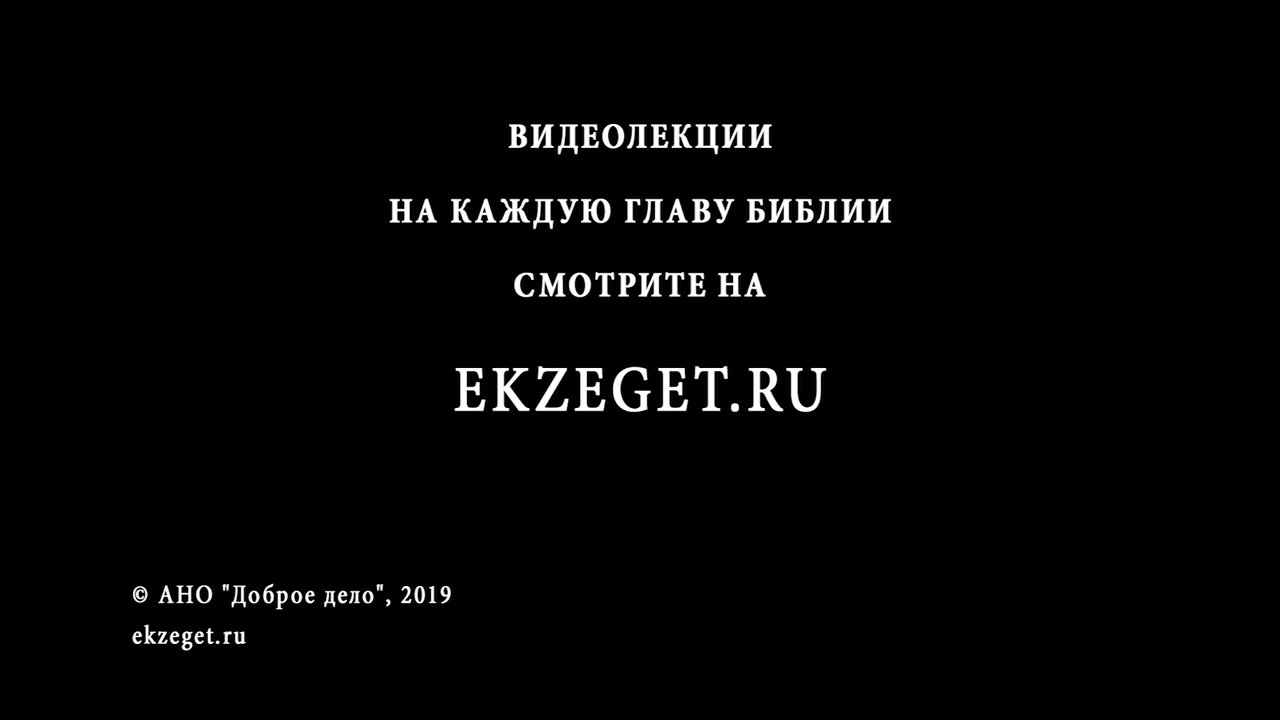 ВИДЕОЛЕКЦИИ
НА КАЖДУЮ ГЛАВУ БИБЛИИ
СМОТРИТЕ НА
EKZEGET.RU
© АНО "Доброе дело", 2019
ekzeget.ru